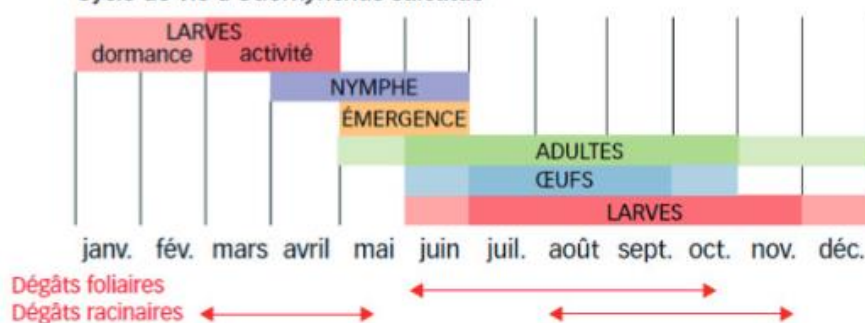 LARVES
dormance activité
NYMPHE
ÉMERGENCE
ADULTES
ŒUFS
LARVES
janv. fév. mars avril mai juin juil. août sept. oct. nov. déc.
Dégâts foliaires
Dégâts racinaires